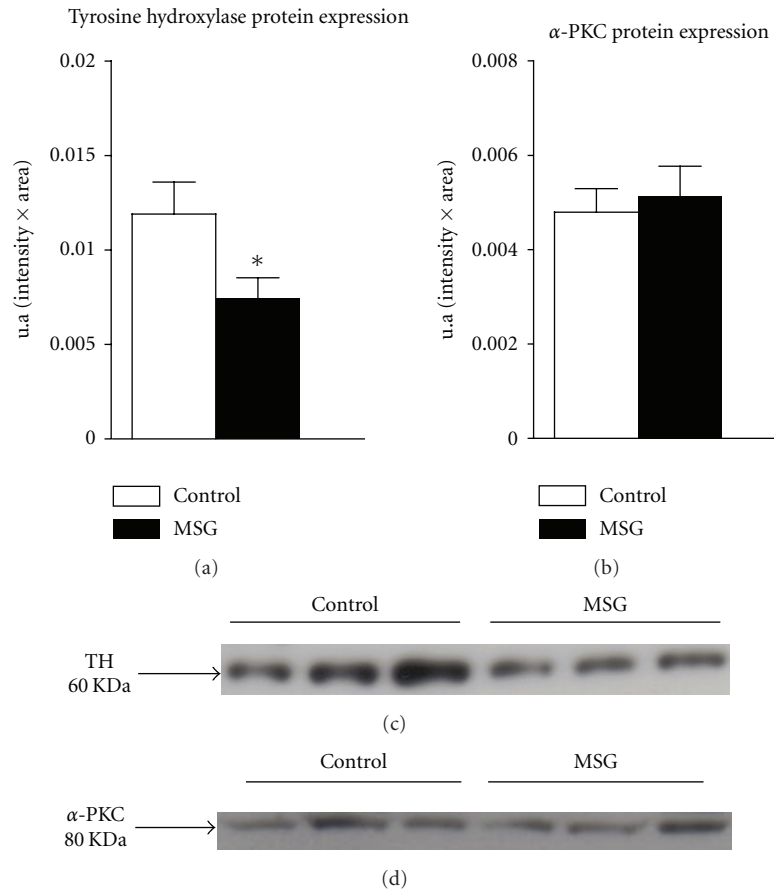 Tyrosine hydroxylase protein expression
0.02
0.015
0.01
0.005
0
u.a (intensity × area)
*
Control
MSG
(a)
α-PKC protein expression
0.008
0.006
0.004
0.002
0
u.a (intensity × area)
Control
MSG
(b)
Control
MSG
TH
60 KDa
(c)
Control
MSG
α-PKC
80 KDa
(d)